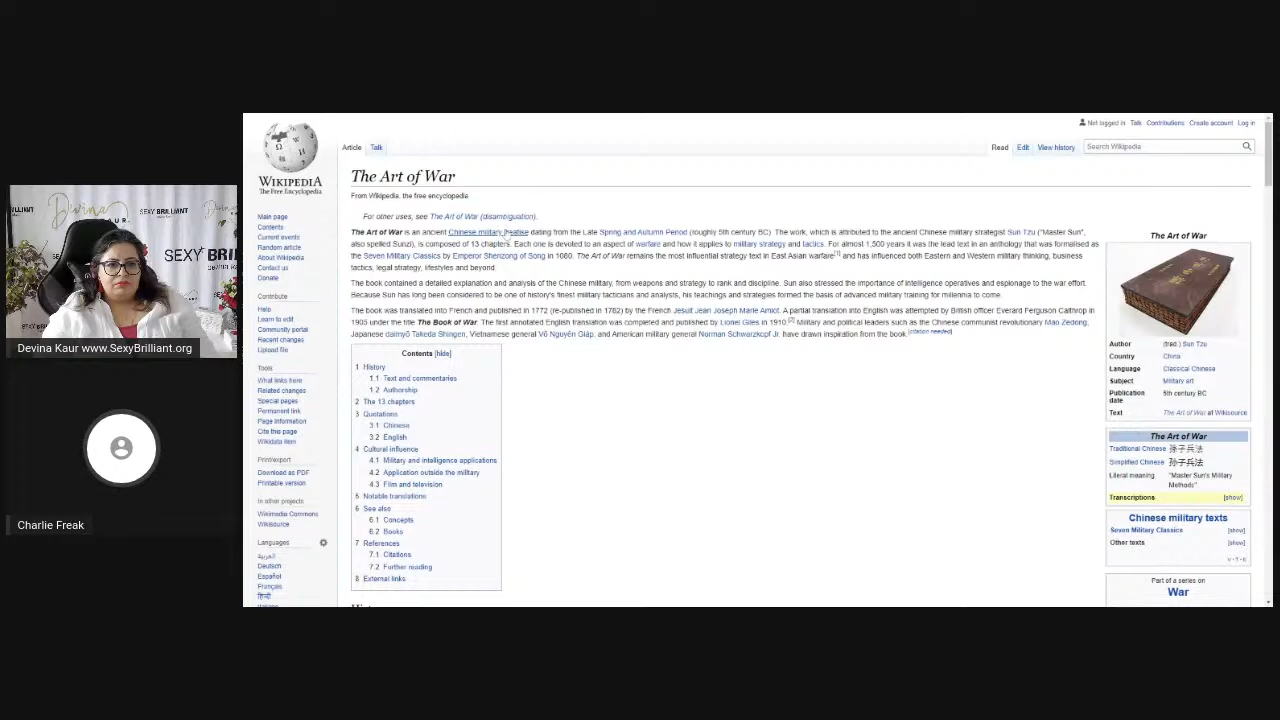 Not logged in Talk Contributions Create account Log in
Article Talk
Read Edit View history
Search Wikipedia
WIKIPEDIA
The Free Encyclopedia
Main page
Contents
Current events
Random article
About Wikipedia
Contact us
Donate
Contribute
Help
Learn to edit
Community portal
Recent changes
Upload file
Tools
What links here
Related changes
Special pages
Permanent link
Page information
Cite this page
Wikidata item
Print/export
Download as PDF
Printable version
In other projects
Wikimedia Commons
Wikisource
Languages
العربية
Deutsch
Español
Français
हिन्दी
The Art of War
From Wikipedia, the free encyclopedia
For other uses, see The Art of War (disambiguation).
The Art of War is an ancient Chinese military treatise dating from the Late Spring and Autumn Period (roughly 5th century BC). The work, which is attributed to the ancient Chinese military strategist Sun Tzu ("Master Sun",
also spelled Sunzi), is composed of 13 chapters. Each one is devoted to an aspect of warfare and how it applies to military strategy and tactics. For almost 1,500 years it was the lead text in an anthology that was formalised as
the Seven Military Classics by Emperor Shenzong of Song in 1080. The Art of War remains the most influential strategy text in East Asian warfare[1] and has influenced both Eastern and Western military thinking, business
tactics, legal strategy, lifestyles and beyond.
The book contained a detailed explanation and analysis of the Chinese military, from weapons and strategy to rank and discipline. Sun also stressed the importance of intelligence operatives and espionage to the war effort.
Because Sun has long been considered to be one of history's finest military tacticians and analysts, his teachings and strategies formed the basis of advanced military training for millennia to come.
The book was translated into French and published in 1772 (re-published in 1782) by the French Jesuit Jean Joseph Marie Amiot. A partial translation into English was attempted by British officer Everard Ferguson Calthrop in
1905 under the title The Book of War. The first annotated English translation was completed and published by Lionel Giles in 1910.[2] Military and political leaders such as the Chinese communist revolutionary Mao Zedong,
Japanese daimyō Takeda Shingen, Vietnamese general Võ Nguyên Giáp, and American military general Norman Schwarzkopf Jr. have drawn inspiration from the book.[citation needed]
Contents [hide]
1 History
1.1 Text and commentaries
1.2 Authorship
2 The 13 chapters
3 Quotations
3.1 Chinese
3.2 English
4 Cultural influence
4.1 Military and intelligence applications
4.2 Application outside the military
4.3 Film and television
5 Notable translations
6 See also
6.1 Concepts
6.2 Books
7 References
7.1 Citations
7.2 Further reading
8 External links
The Art of War
Author (trad.) Sun Tzu
Country China
Language Classical Chinese
Subject Military art
Publication date 5th century BC
Text The Art of War at Wikisource
The Art of War
Traditional Chinese 孫子兵法
Simplified Chinese 孙子兵法
Literal meaning "Master Sun's Military
Methods"
Transcriptions [show]
Chinese military texts
Seven Military Classics [show]
Other texts [show]
v · t · e
Part of a series on
War
SEXY BRILLIANT
Devina Kaur www.SexyBrilliant.org
Charlie Freak